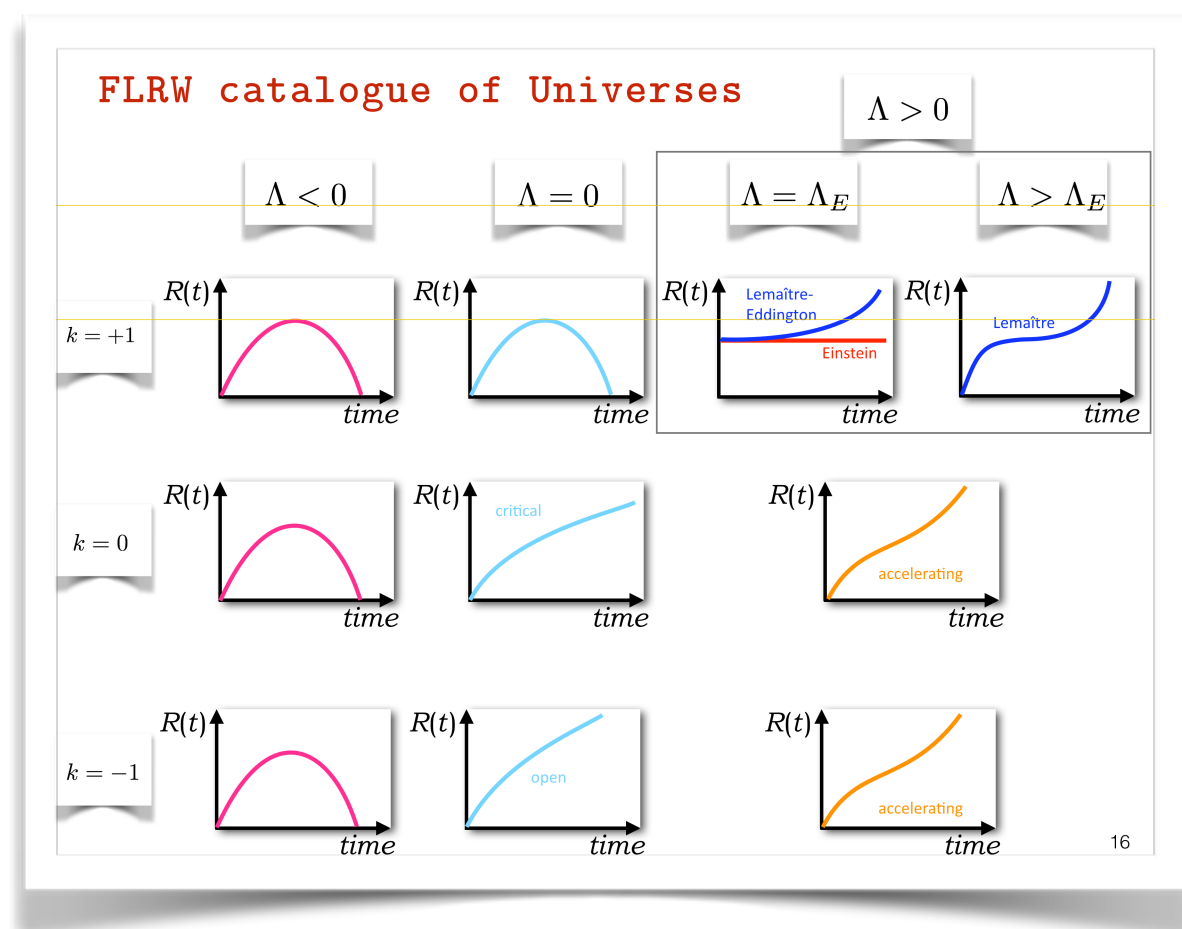 FLRW catalogue of Universes
Λ > 0
Λ < 0
Λ = 0
Λ = Λ_E
Λ > Λ_E
k = +1
R(t)
time
R(t)
time
R(t)
Lemaître-
Eddington
Einstein
time
R(t)
Lemaître
time
k = 0
R(t)
time
R(t)
critical
time
R(t)
accelerating
time
k = −1
R(t)
time
R(t)
open
time
R(t)
accelerating
time
16